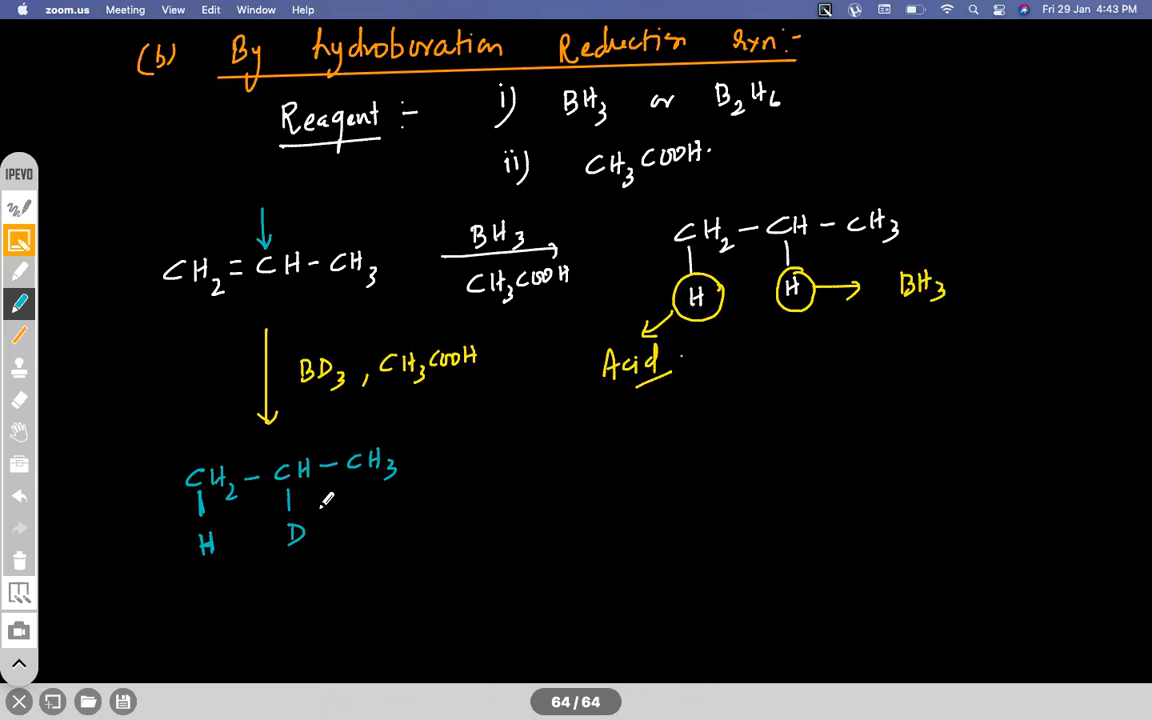 zoom.us Meeting View Edit Window Help Fri 29 Jan 4:43 PM
(b) By hydroboration Reduction rxn:-
Reagent :- i) BH3 or B2H6
ii) CH3COOH.
CH2 = CH - CH3 BH3 CH2 - CH - CH3
CH3COOH H H BH3
Acid
BD3, CH3COOH
CH2 - CH - CH3
H D
IPEVO
64 / 64